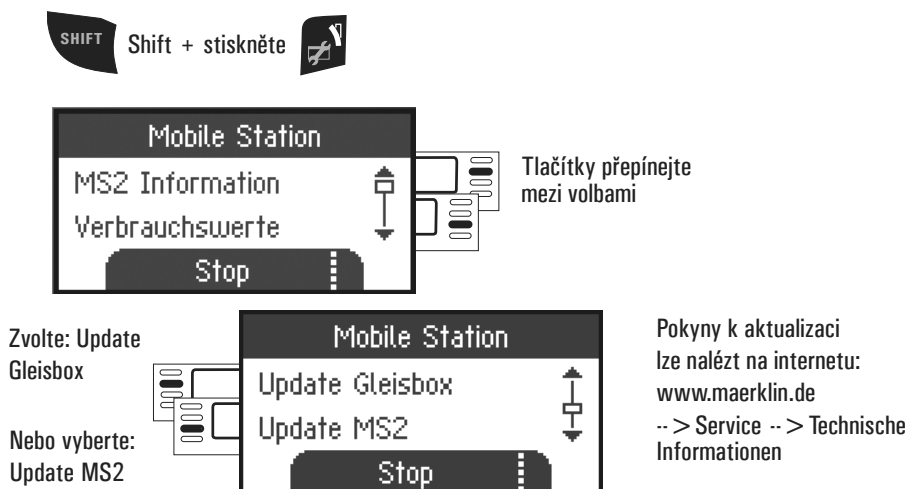 SHIFT
Shift + stiskněte
Mobile Station
MS2 Information
Verbrauchswerte
Stop
Tlačítky přepínejte
mezi volbami
Zvolte: Update
Gleisbox
Nebo vyberte:
Update MS2
Mobile Station
Update Gleisbox
Update MS2
Stop
Pokyny k aktualizaci
lze nalézt na internetu:
www.maerklin.de
-- > Service -- > Technische
Informationen